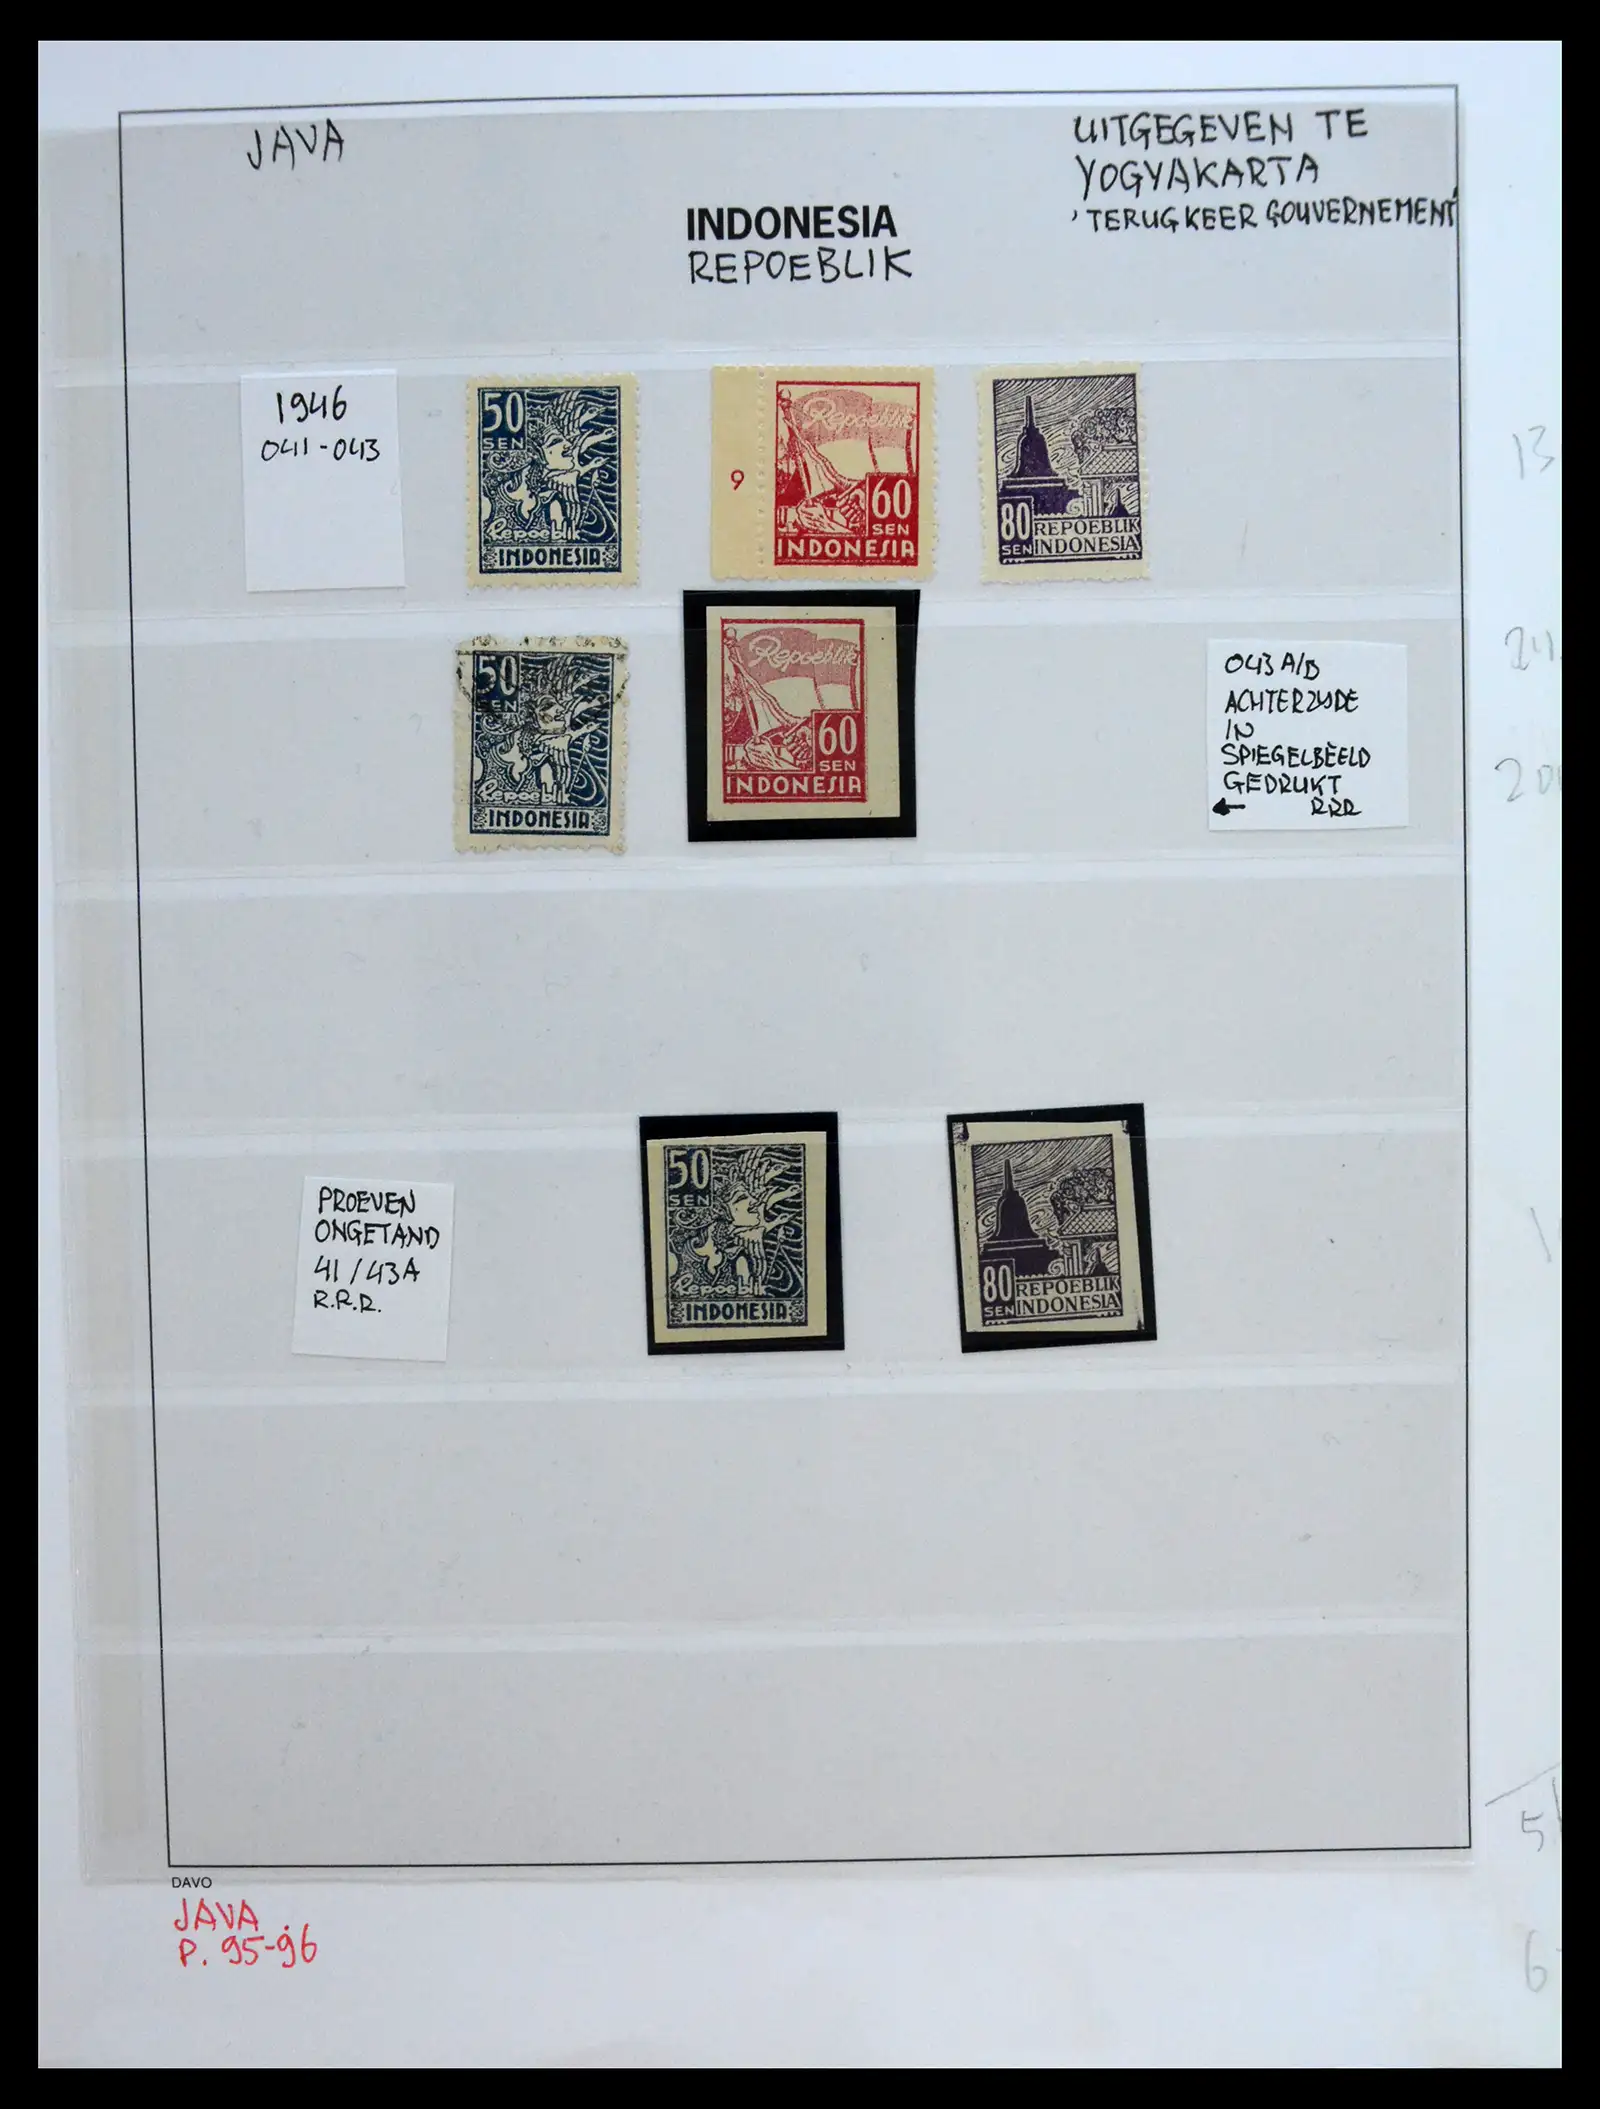 JAVA
UITGEGEVEN TE
YOGYAKARTA
'TERUGKEER GOUVERNEMENT'
INDONESIA
REPOEBLIK
1946
041-043
50
SEN
Repoeblik
INDONESIA
9
Repoeblik
60
SEN
INDONESIA
80 REPOEBLIK
SEN INDONESIA
13
50
SEN
Repoeblik
INDONESIA
Repoeblik
60
SEN
INDONESIA
043 A/B
ACHTERZYDE
IN
SPIEGELBEELD
GEDRUKT
← RRR
PROEVEN
ONGETAND
41/43A
R.R.R.
50
SEN
Repoeblik
INDONESIA
80 REPOEBLIK
SEN INDONESIA
DAVO
JAVA
P. 95-96